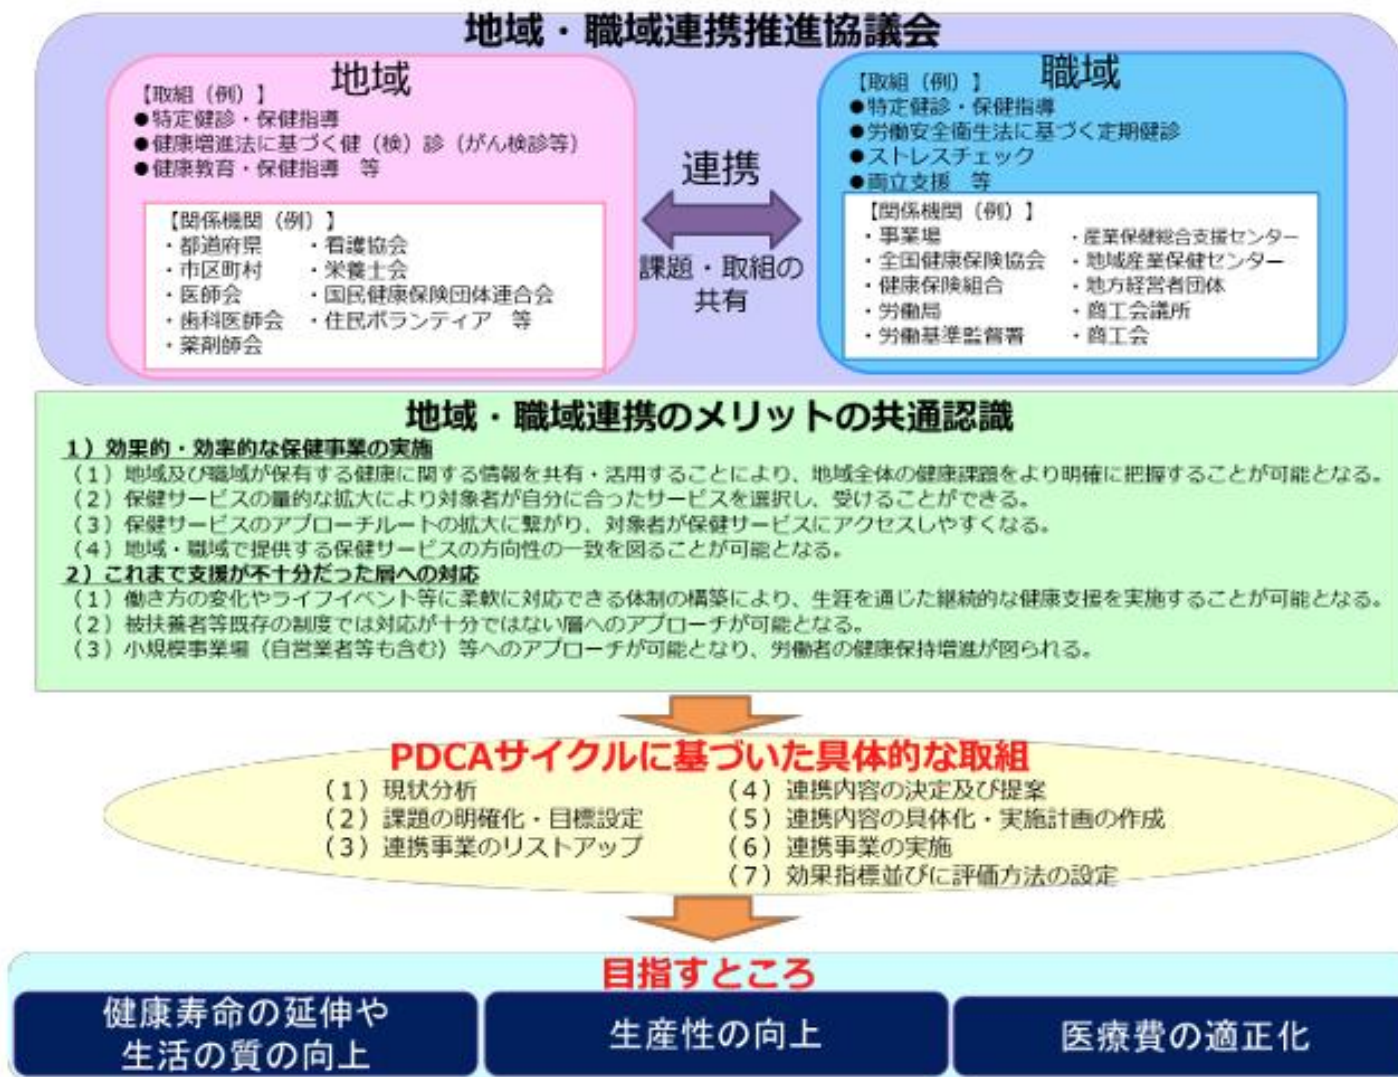 地域・職域連携推進協議会
地域
【取組（例）】
●特定健診・保健指導
●健康増進法に基づく健（検）診（がん検診等）
●健康教育・保健指導　等
【関係機関（例）】
・都道府県　・看護協会
・市区町村　・栄養士会
・医師会　・国民健康保険団体連合会
・歯科医師会　・住民ボランティア　等
・薬剤師会
連携
課題・取組の
共有
職域
【取組（例）】
●特定健診・保健指導
●労働安全衛生法に基づく定期健診
●ストレスチェック
●両立支援　等
【関係機関（例）】
・事業場　・産業保健総合支援センター
・全国健康保険協会　・地域産業保健センター
・健康保険組合　・地方経営者団体
・労働局　・商工会議所
・労働基準監督署　・商工会
地域・職域連携のメリットの共通認識
1）効果的・効率的な保健事業の実施
（1）地域及び職域が保有する健康に関する情報を共有・活用することにより、地域全体の健康課題をより明確に把握することが可能となる。
（2）保健サービスの量的な拡大により対象者が自分に合ったサービスを選択し、受けることができる。
（3）保健サービスのアプローチルートの拡大に繋がり、対象者が保健サービスにアクセスしやすくなる。
（4）地域・職域で提供する保健サービスの方向性の一致を図ることが可能となる。
2）これまで支援が不十分だった層への対応
（1）働き方の変化やライフイベント等に柔軟に対応できる体制の構築により、生涯を通じた継続的な健康支援を実施することが可能となる。
（2）被扶養者等既存の制度では対応が十分ではない層へのアプローチが可能となる。
（3）小規模事業場（自営業者等も含む）等へのアプローチが可能となり、労働者の健康保持増進が図られる。
PDCAサイクルに基づいた具体的な取組
（1）現状分析
（2）課題の明確化・目標設定
（3）連携事業のリストアップ
（4）連携内容の決定及び提案
（5）連携内容の具体化・実施計画の作成
（6）連携事業の実施
（7）効果指標並びに評価方法の設定
目指すところ
健康寿命の延伸や
生活の質の向上
生産性の向上
医療費の適正化